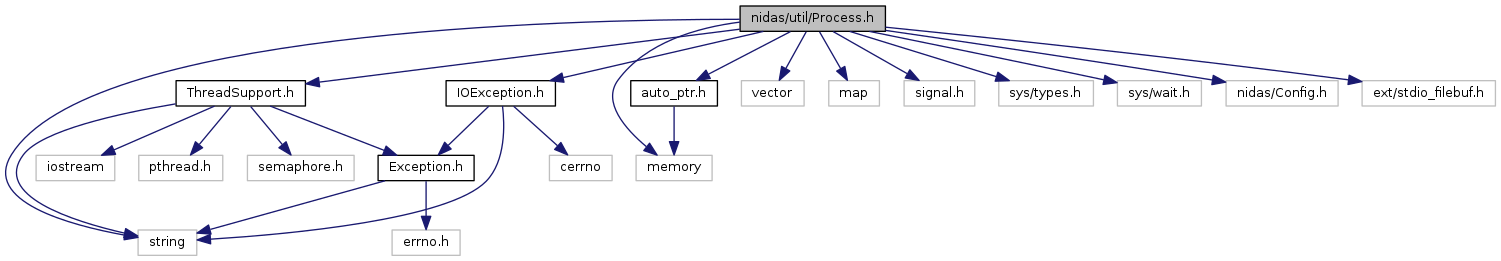 nidas/util/Process.h
ThreadSupport.h
IOException.h
auto_ptr.h
vector
map
signal.h
sys/types.h
sys/wait.h
nidas/Config.h
ext/stdio_filebuf.h
iostream
pthread.h
semaphore.h
Exception.h
cerrno
memory
string
errno.h